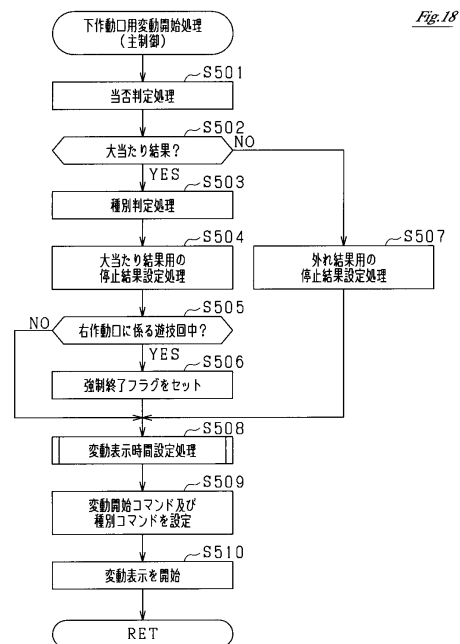 Fig.18
下作動口用変動開始処理
(主制御)
S501
当否判定処理
S502
大当たり結果?
NO
YES
S503
種別判定処理
S504
大当たり結果用の
停止結果設定処理
S507
外れ結果用の
停止結果設定処理
S505
NO
右作動口に係る遊技回中?
YES
S506
強制終了フラグをセット
S508
変動表示時間設定処理
S509
変動開始コマンド及び
種別コマンドを設定
S510
変動表示を開始
RET